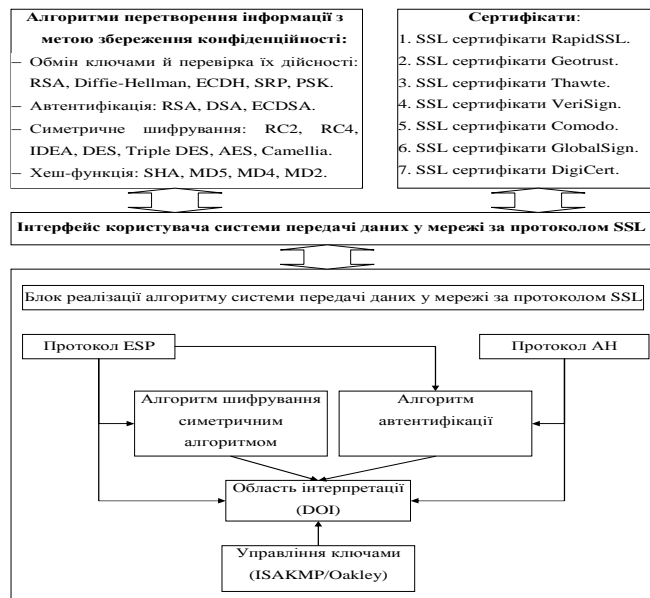 Алгоритми перетворення інформації з
метою збереження конфіденційності:
– Обмін ключами й перевірка їх дійсності:
RSA, Diffie-Hellman, ECDH, SRP, PSK.
– Автентифікація: RSA, DSA, ECDSA.
– Симетричне шифрування: RC2, RC4,
IDEA, DES, Triple DES, AES, Camellia.
– Хеш-функція: SHA, MD5, MD4, MD2.
Сертифікати:
1. SSL сертифікати RapidSSL.
2. SSL сертифікати Geotrust.
3. SSL сертифікати Thawte.
4. SSL сертифікати VeriSign.
5. SSL сертифікати Comodo.
6. SSL сертифікати GlobalSign.
7. SSL сертифікати DigiCert.
Інтерфейс користувача системи передачі даних у мережі за протоколом SSL
Блок реалізації алгоритму системи передачі даних у мережі за протоколом SSL
Протокол ESP
Протокол AH
Алгоритм шифрування
симетричним
алгоритмом
Алгоритм
автентифікації
Область інтерпретації
(DOI)
Управління ключами
(ISAKMP/Oakley)